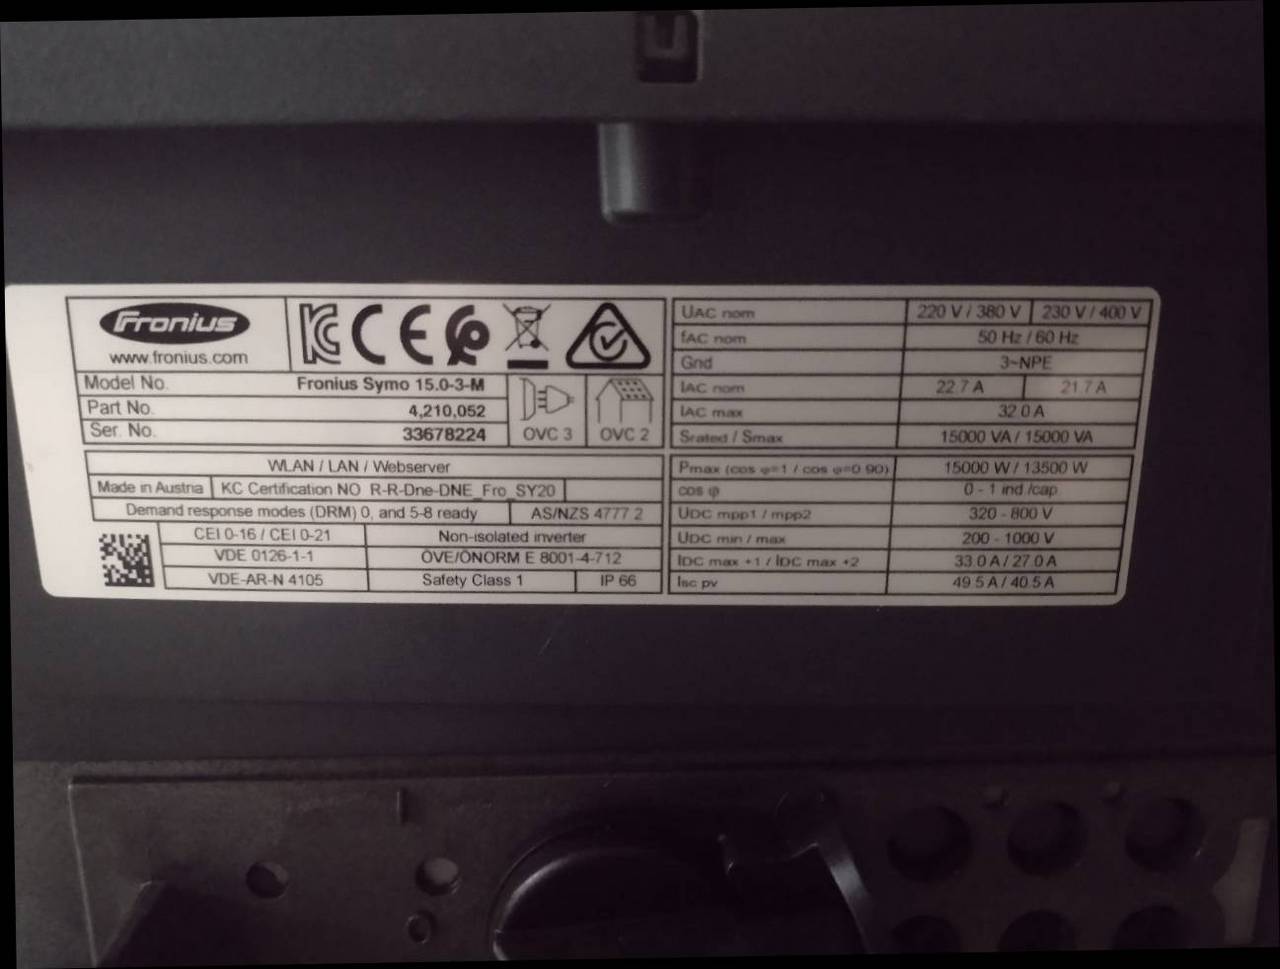 Fronius
www.fronius.com
Model No. Fronius Symo 15.0-3-M
Part No. 4,210,052
Ser. No. 33678224
OVC 3 OVC 2
WLAN / LAN / Webserver
Made in Austria KC Certification NO R-R-Dne-DNE_Fro_SY20
Demand response modes (DRM) 0, and 5-8 ready AS/NZS 4777.2
CEI 0-16 / CEI 0-21 Non-isolated inverter
VDE 0126-1-1 ÖVE/ÖNORM E 8001-4-712
VDE-AR-N 4105 Safety Class 1 IP 66
UAC nom 220 V / 380 V 230 V / 400 V
fAC nom 50 Hz / 60 Hz
Grid 3~NPE
IAC nom 22.7 A 21.7 A
IAC max 32.0 A
Srated / Smax 15000 VA / 15000 VA
Pmax (cos φ=1 / cos φ=0.90) 15000 W / 13500 W
cos φ 0 - 1 ind./cap.
UDC mpp1 / mpp2 320 - 800 V
UDC min / max 200 - 1000 V
IDC max +1 / IDC max +2 33.0 A / 27.0 A
Isc pv 49.5 A / 40.5 A